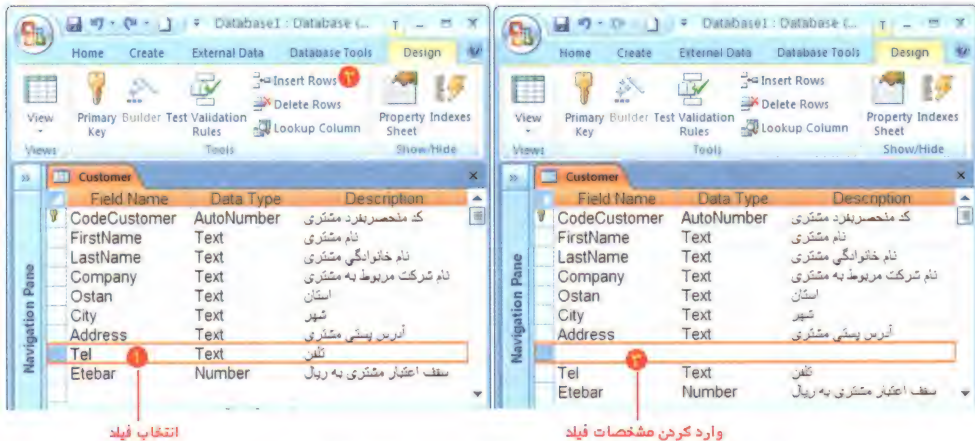 Database1 : Database (...
Home Create External Data Database Tools Design
View
Primary Key
Builder
Test Validation Rules
Insert Rows ۲
Delete Rows
Lookup Column
Property Sheet
Indexes
Views Tools Show/Hide
Customer
Field Name Data Type Description
CodeCustomer AutoNumber کد منحصربفرد مشتری
FirstName Text نام مشتری
LastName Text نام خانوادگی مشتری
Company Text نام شرکت مربوط به مشتری
Ostan Text استان
City Text شهر
Address Text آدرس پستی مشتری
Tel ۱ Text تلفن
Etebar Number سقف اعتبار مشتری به ریال
Navigation Pane
انتخاب فیلد
Database1 : Database (...
Home Create External Data Database Tools Design
View
Primary Key
Builder
Test Validation Rules
Insert Rows
Delete Rows
Lookup Column
Property Sheet
Indexes
Views Tools Show/Hide
Customer
Field Name Data Type Description
CodeCustomer AutoNumber کد منحصربفرد مشتری
FirstName Text نام مشتری
LastName Text نام خانوادگی مشتری
Company Text نام شرکت مربوط به مشتری
Ostan Text استان
City Text شهر
Address Text آدرس پستی مشتری
۳
Tel Text تلفن
Etebar Number سقف اعتبار مشتری به ریال
Navigation Pane
وارد کردن مشخصات فیلد